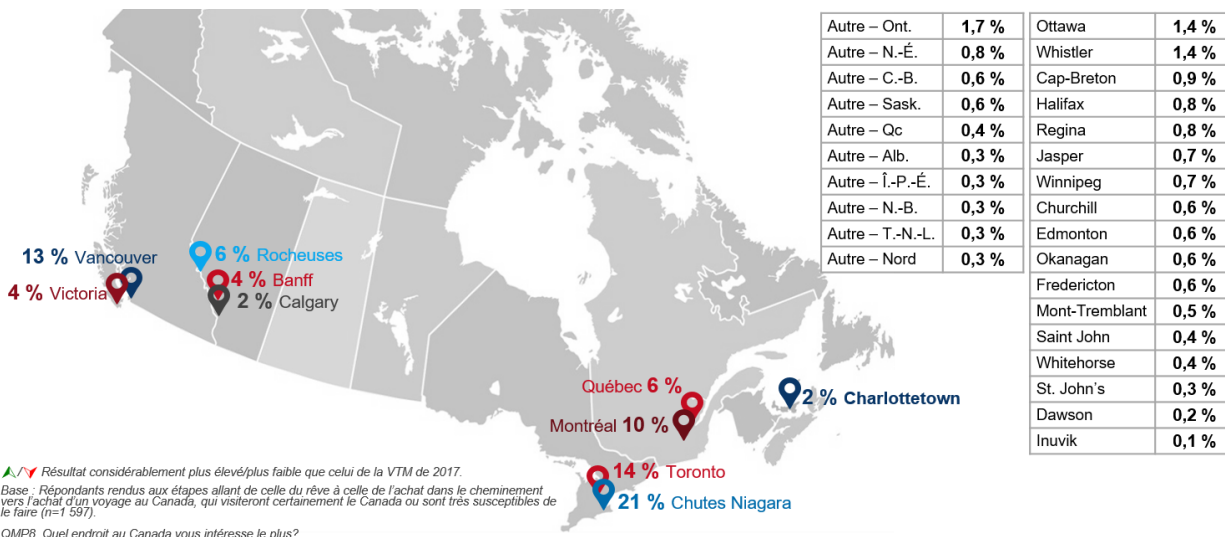 Autre – Ont. 1,7 %
Autre – N.-É. 0,8 %
Autre – C.-B. 0,6 %
Autre – Sask. 0,6 %
Autre – Qc 0,4 %
Autre – Alb. 0,3 %
Autre – Î.-P.-É. 0,3 %
Autre – N.-B. 0,3 %
Autre – T.-N.-L. 0,3 %
Autre – Nord 0,3 %
Ottawa 1,4 %
Whistler 1,4 %
Cap-Breton 0,9 %
Halifax 0,8 %
Regina 0,8 %
Jasper 0,7 %
Winnipeg 0,7 %
Churchill 0,6 %
Edmonton 0,6 %
Okanagan 0,6 %
Fredericton 0,6 %
Mont-Tremblant 0,5 %
Saint John 0,4 %
Whitehorse 0,4 %
St. John's 0,3 %
Dawson 0,2 %
Inuvik 0,1 %
13 % Vancouver
4 % Victoria
6 % Rocheuses
4 % Banff
2 % Calgary
Québec 6 %
Montréal 10 %
2 % Charlottetown
14 % Toronto
21 % Chutes Niagara
/ Résultat considérablement plus élevé/plus faible que celui de la VTM de 2017.
Base : Répondants rendus aux étapes allant de celle du rêve à celle de l'achat dans le cheminement
vers l'achat d'un voyage au Canada, qui visiteront certainement le Canada ou sont très susceptibles de
le faire (n=1 597).
QMP8. Quel endroit au Canada vous intéresse le plus?